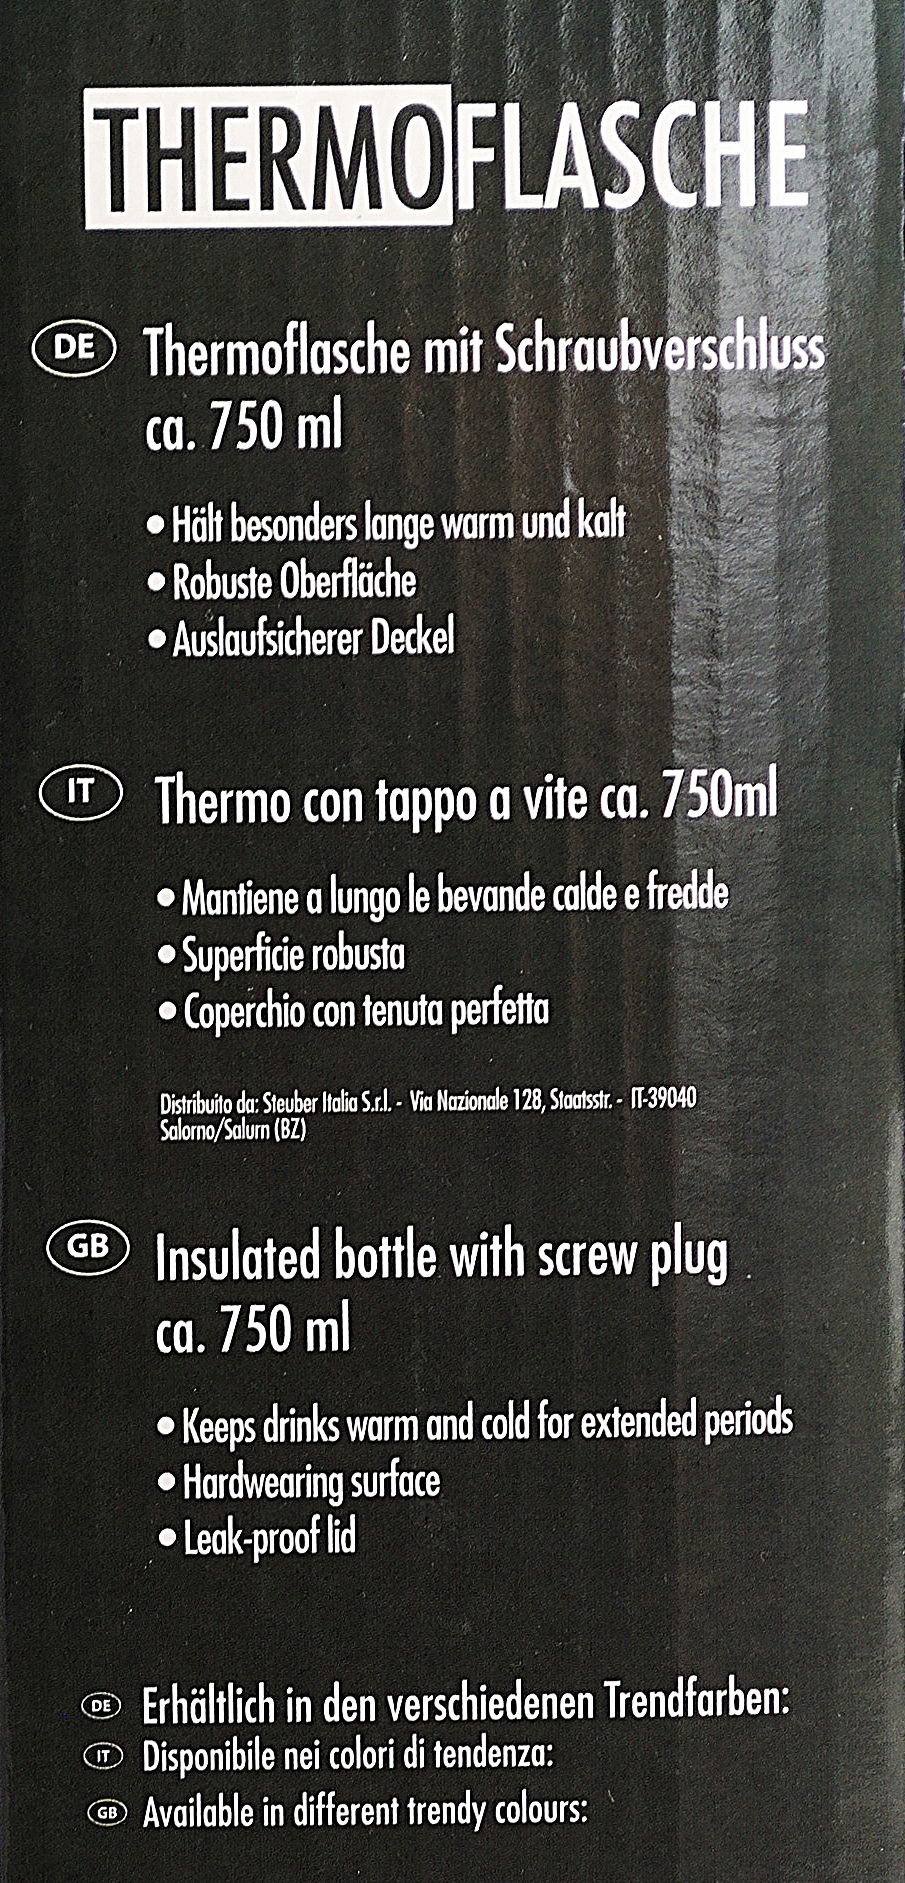 THERMOFLASCHE
DE Thermoflasche mit Schraubverschluss
ca. 750 ml
• Hält besonders lange warm und kalt
• Robuste Oberfläche
• Auslaufsicherer Deckel
IT Thermo con tappo a vite ca. 750ml
• Mantiene a lungo le bevande calde e fredde
• Superficie robusta
• Coperchio con tenuta perfetta
Distribuito da: Steuber Italia S.r.l. - Via Nazionale 128, Staatsstr. - IT-39040
Salorno/Salurn (BZ)
GB Insulated bottle with screw plug
ca. 750 ml
• Keeps drinks warm and cold for extended periods
• Hardwearing surface
• Leak-proof lid
DE Erhältlich in den verschiedenen Trendfarben:
IT Disponibile nei colori di tendenza:
GB Available in different trendy colours: